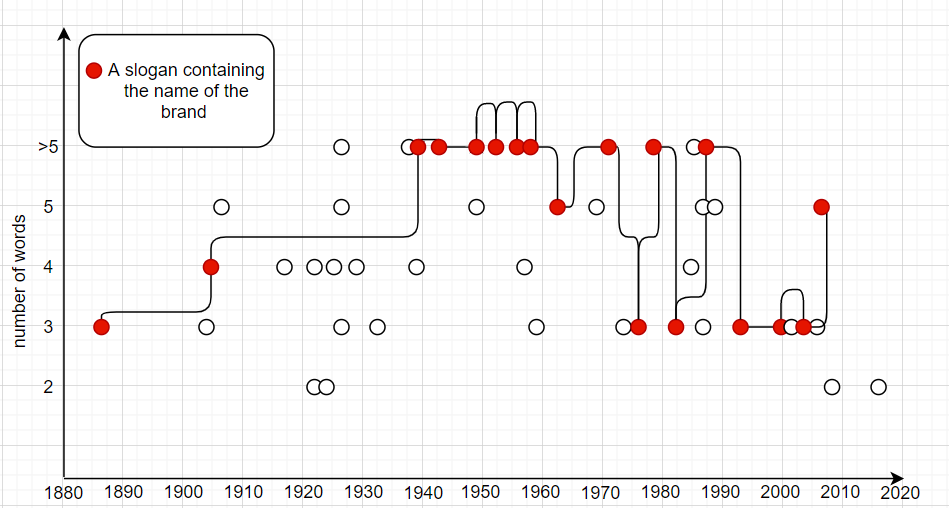 A slogan containing
the name of the
brand
>5
5
4
3
2
number of words
1880 1890 1900 1910 1920 1930 1940 1950 1960 1970 1980 1990 2000 2010 2020